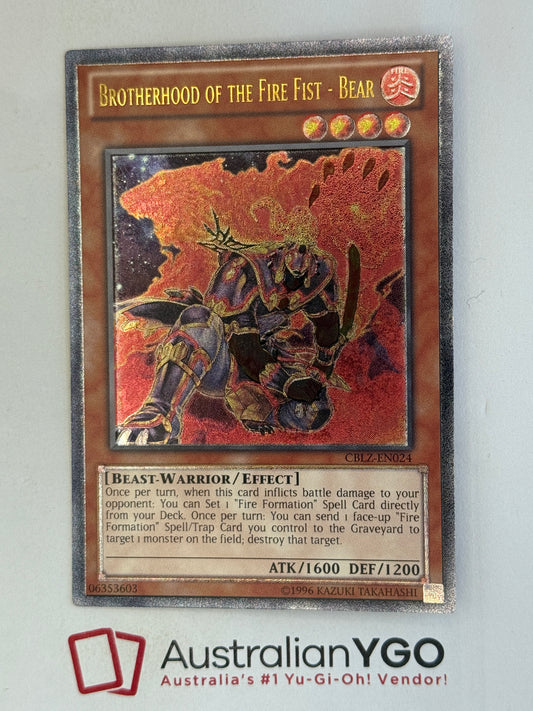 BROTHERHOOD OF THE FIRE FIST - BEAR
FIRE
炎
CBLZ-EN024
[BEAST-WARRIOR/EFFECT]
Once per turn, when this card inflicts battle damage to your
opponent: You can Set 1 "Fire Formation" Spell Card directly
from your Deck. Once per turn: You can send 1 face-up "Fire
Formation" Spell/Trap Card you control to the Graveyard to
target 1 monster on the field; destroy that target.
ATK/1600 DEF/1200
06353603
©1996 KAZUKI TAKAHASHI
AustralianYGO
Australia's #1 Yu-Gi-Oh! Vendor!